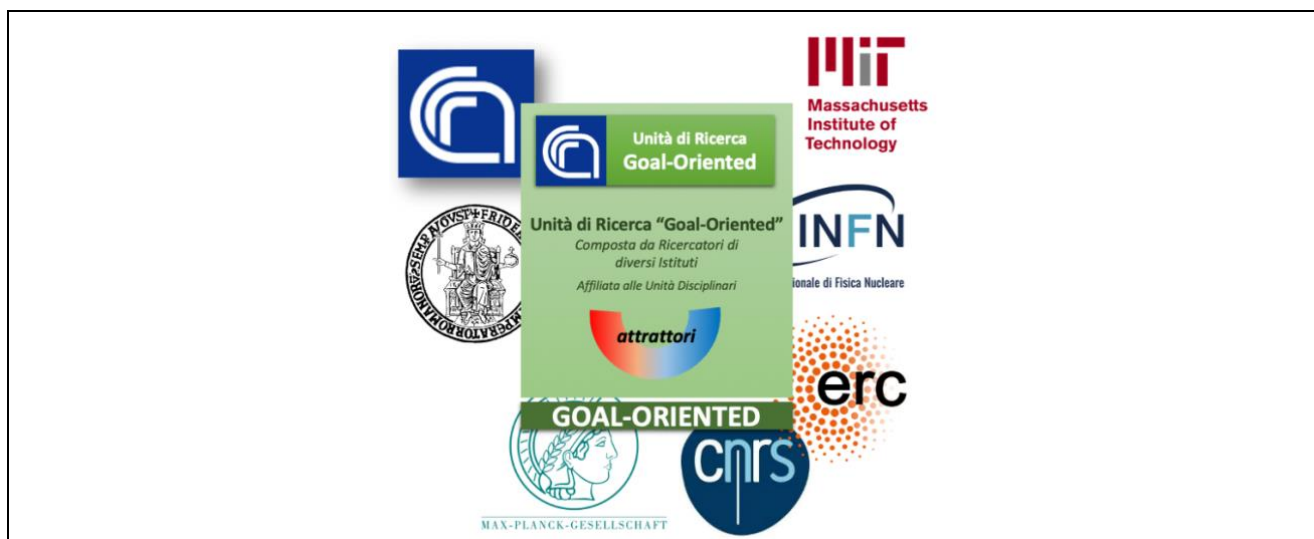 MiT
Massachusetts
Institute of
Technology
Unità di Ricerca
Goal-Oriented
Unità di Ricerca “Goal-Oriented”
Composta da Ricercatori di
diversi Istituti
Affiliata alle Unità Disciplinari
attrattori
GOAL-ORIENTED
INFN
ionale di Fisica Nucleare
erc
cnrs
MAX-PLANCK-GESELLSCHAFT